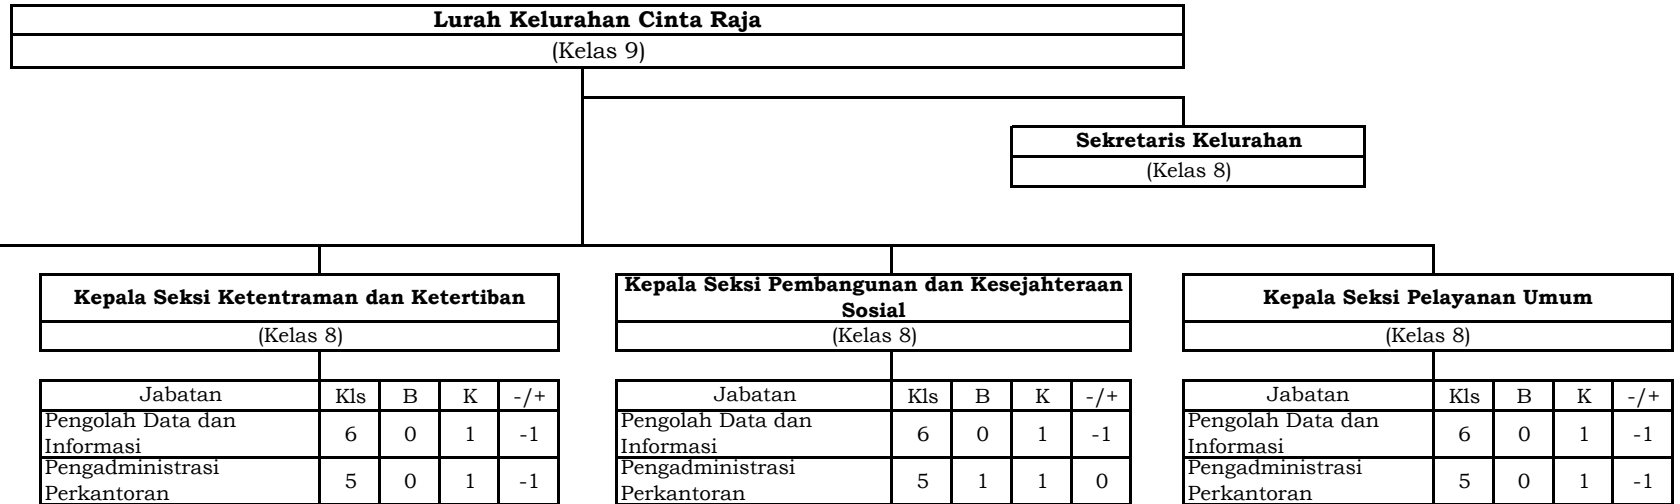 Lurah Kelurahan Cinta Raja
(Kelas 9)
Sekretaris Kelurahan
(Kelas 8)
Kepala Seksi Ketentraman dan Ketertiban
(Kelas 8)
Jabatan Kls B K -/+
Pengolah Data dan
Informasi 6 0 1 -1
Pengadministrasi
Perkantoran 5 0 1 -1
Kepala Seksi Pembangunan dan Kesejahteraan
Sosial
(Kelas 8)
Jabatan Kls B K -/+
Pengolah Data dan
Informasi 6 0 1 -1
Pengadministrasi
Perkantoran 5 1 1 0
Kepala Seksi Pelayanan Umum
(Kelas 8)
Jabatan Kls B K -/+
Pengolah Data dan
Informasi 6 0 1 -1
Pengadministrasi
Perkantoran 5 0 1 -1